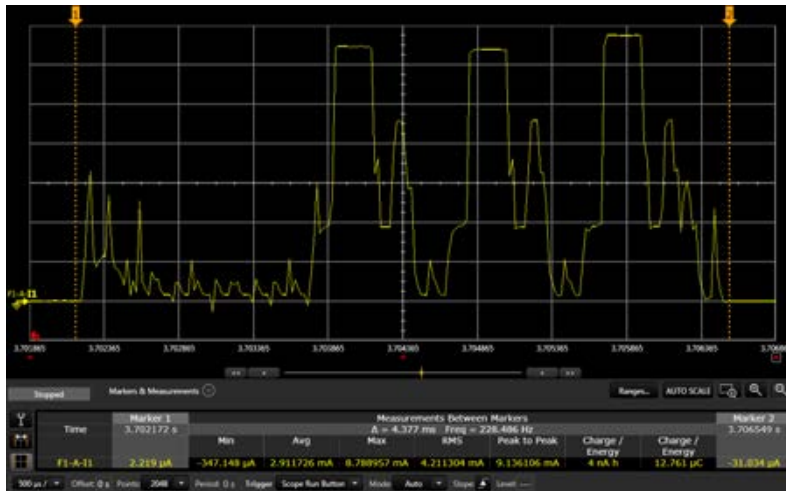 1
2
F1-A-I1
3.701865 3.702365 3.702865 3.703365 3.703865 3.704365 3.704865 3.705365 3.705865 3.706365 3.7068
Stopped Markers & Measurements Ranges... AUTO SCALE
Marker 1 Measurements Between Markers Marker 2
Time 3.702172 s Δ = 4.377 ms Freq = 228.486 Hz 3.706549 s
Min Avg Max RMS Peak to Peak Charge / Energy Charge / Energy
F1-A-I1 2.219 µA -347.148 µA 2.911726 mA 8.788957 mA 4.211304 mA 9.136106 mA 4 nA h 12.761 µC -31.034 µA
500 µs / Offset: 0 s Points: 2048 Period: 0 s Trigger Scope Run Button Mode: Auto Slope: Level: ---